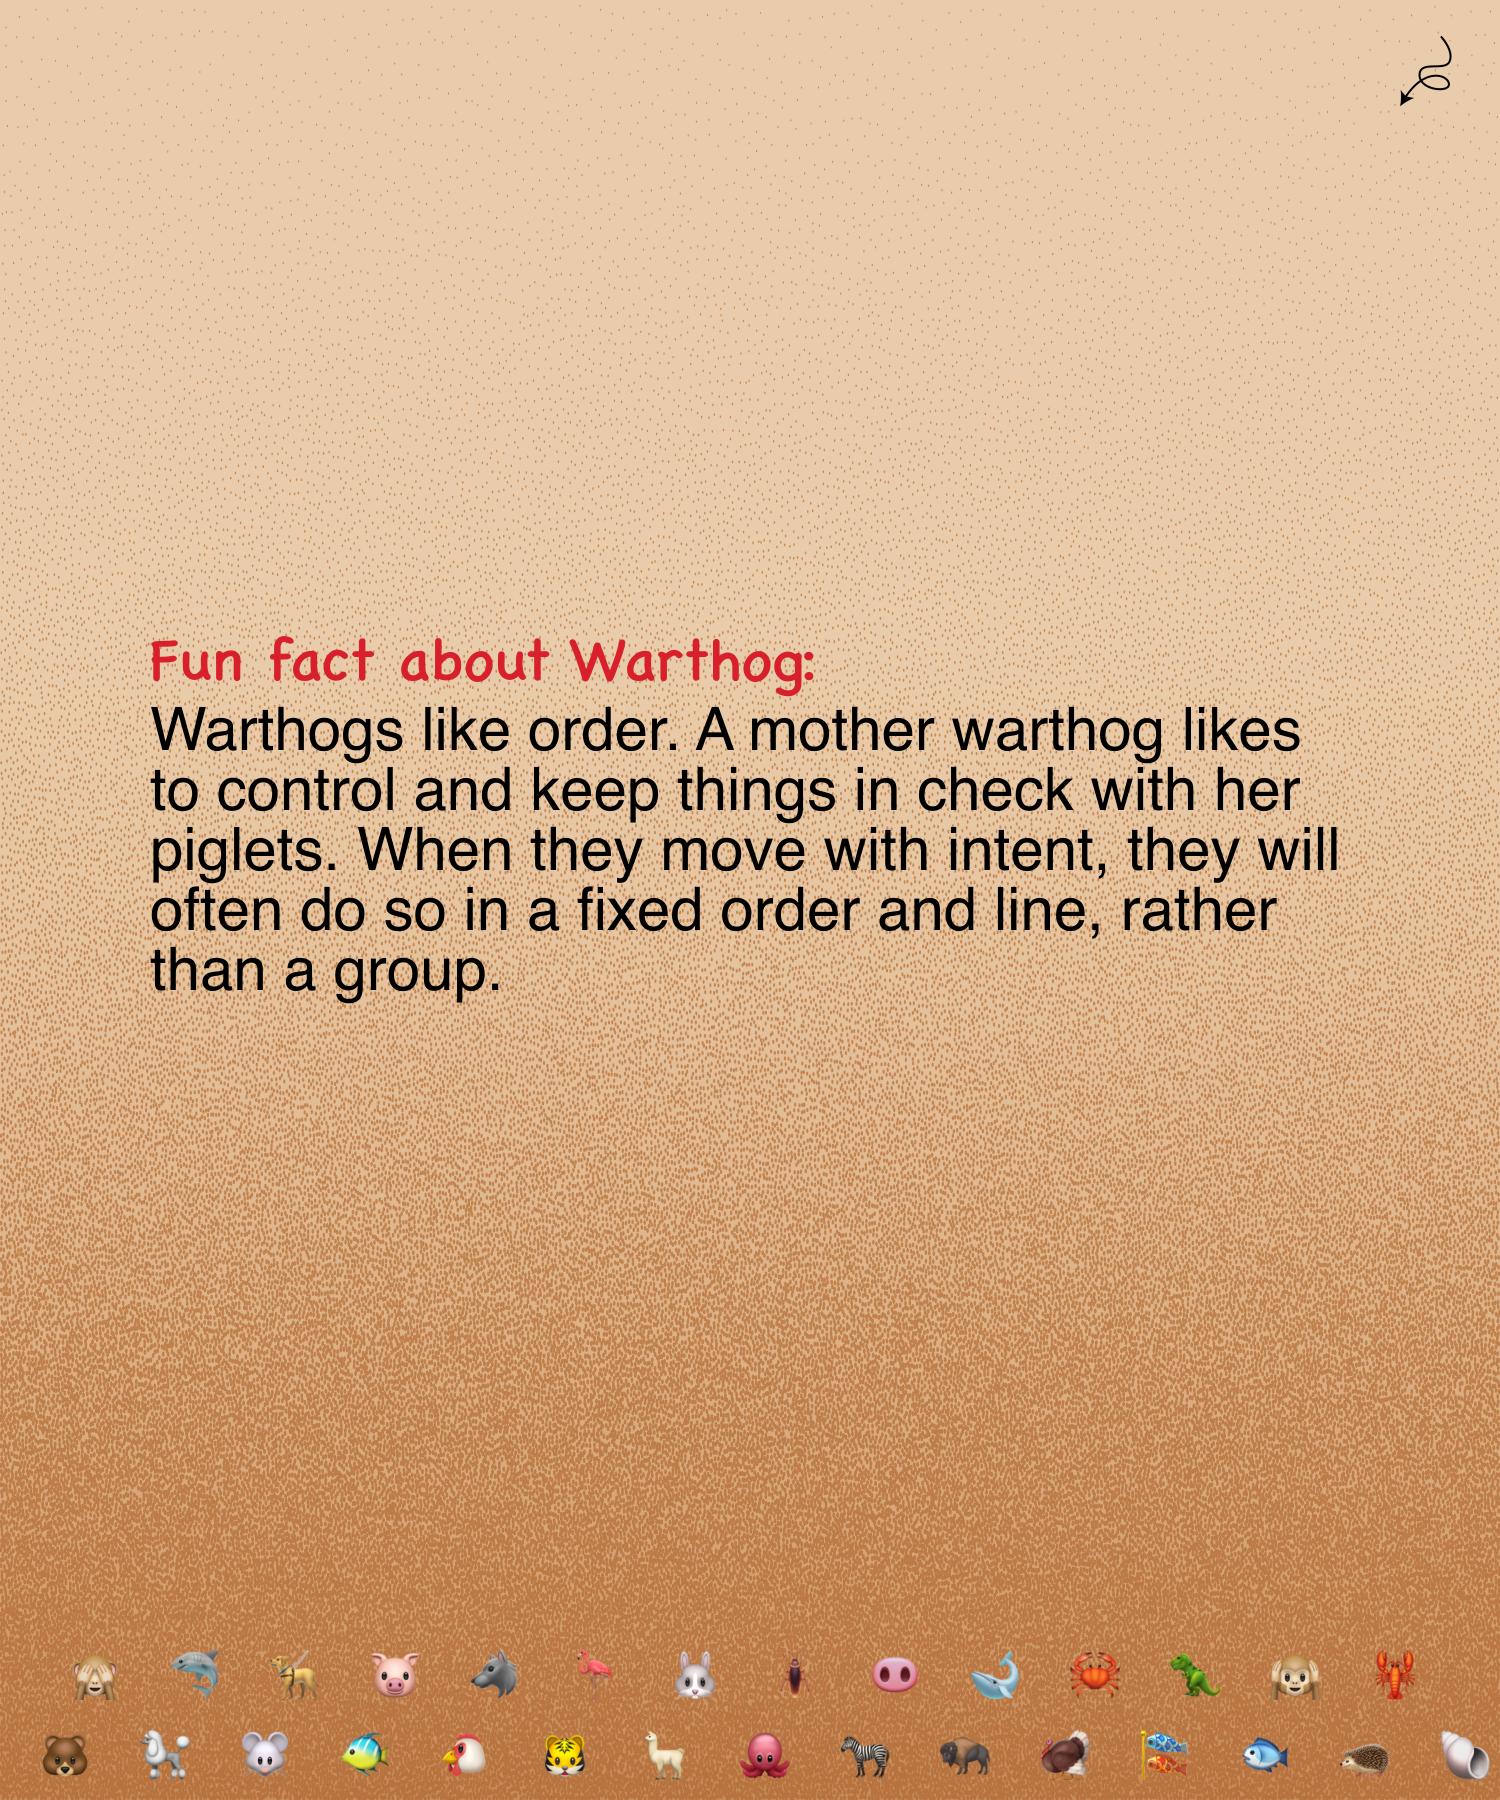 Fun fact about Warthog:
Warthogs like order. A mother warthog likes
to control and keep things in check with her
piglets. When they move with intent, they will
often do so in a fixed order and line, rather
than a group.